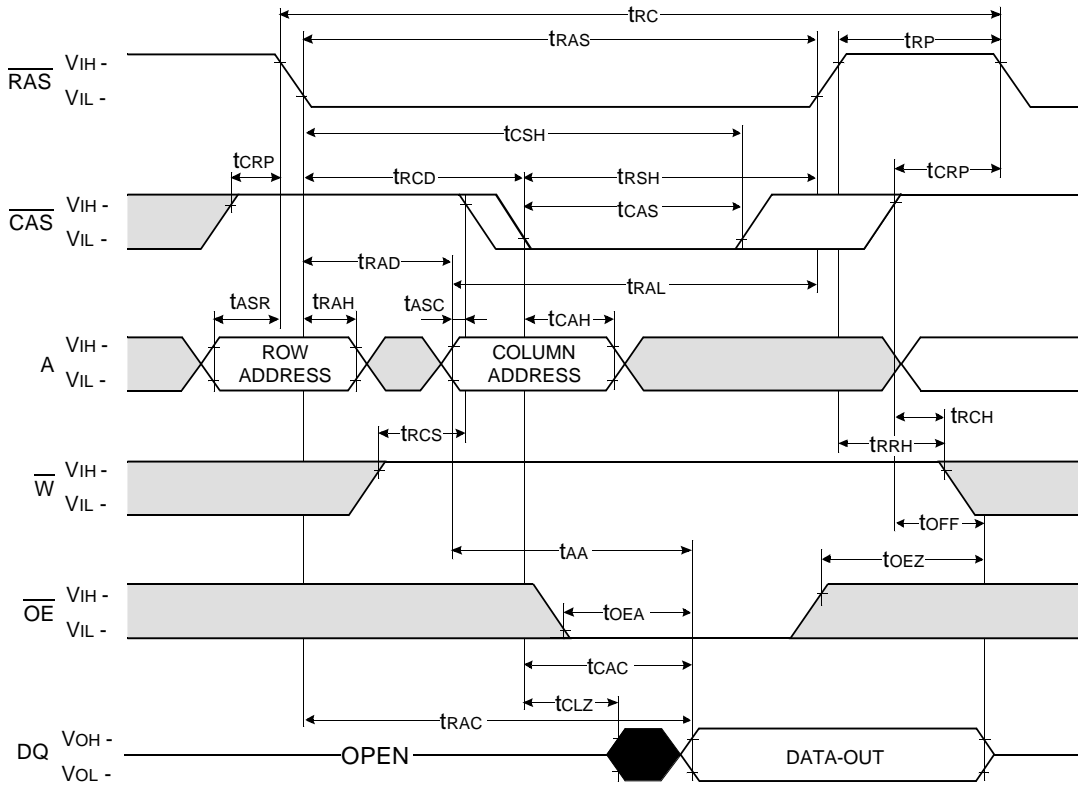 tRC
tRAS
tRP
RAS
VIH -
VIL -
tCSH
tCRP
tRCD
tRSH
tCRP
CAS
VIH -
VIL -
tCAS
tRAD
tRAL
tASR
tRAH
tASC
tCAH
A
VIH -
VIL -
ROW
ADDRESS
COLUMN
ADDRESS
tRCH
tRCS
tRRH
W
VIH -
VIL -
tOFF
tAA
tOEZ
OE
VIH -
VIL -
tOEA
tCAC
tCLZ
tRAC
DQ
VOH -
VOL -
OPEN
DATA-OUT